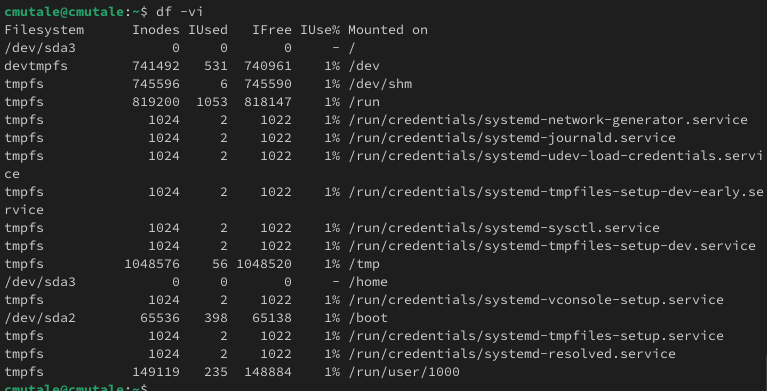 cmutale@cmutale:~$ df -vi
Filesystem      Inodes IUsed   IFree IUse% Mounted on
/dev/sda3            0     0       0     - /
devtmpfs        741492   531  740961    1% /dev
tmpfs           745596     6  745590    1% /dev/shm
tmpfs           819200  1053  818147    1% /run
tmpfs             1024     2    1022    1% /run/credentials/systemd-network-generator.service
tmpfs             1024     2    1022    1% /run/credentials/systemd-journald.service
tmpfs             1024     2    1022    1% /run/credentials/systemd-udev-load-credentials.servi
ce
tmpfs             1024     2    1022    1% /run/credentials/systemd-tmpfiles-setup-dev-early.se
rvice
tmpfs             1024     2    1022    1% /run/credentials/systemd-sysctl.service
tmpfs             1024     2    1022    1% /run/credentials/systemd-tmpfiles-setup-dev.service
tmpfs          1048576    56 1048520    1% /tmp
/dev/sda3            0     0       0     - /home
tmpfs             1024     2    1022    1% /run/credentials/systemd-vconsole-setup.service
/dev/sda2        65536   398   65138    1% /boot
tmpfs             1024     2    1022    1% /run/credentials/systemd-tmpfiles-setup.service
tmpfs             1024     2    1022    1% /run/credentials/systemd-resolved.service
tmpfs           149119   235  148884    1% /run/user/1000
cmutale@cmutale:~$